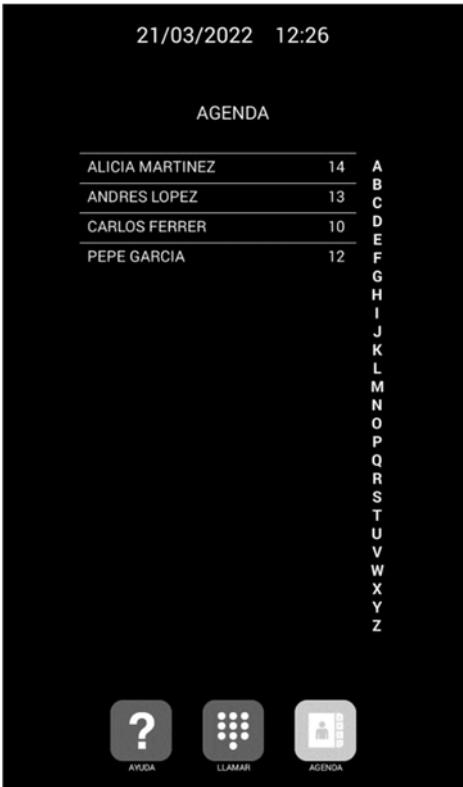 21/03/2022 12:26
AGENDA
ALICIA MARTINEZ 14
ANDRES LOPEZ 13
CARLOS FERRER 10
PEPE GARCIA 12
A
B
C
D
E
F
G
H
I
J
K
L
M
N
O
P
Q
R
S
T
U
V
W
X
Y
Z
?
AYUDA LLAMAR AGENDA